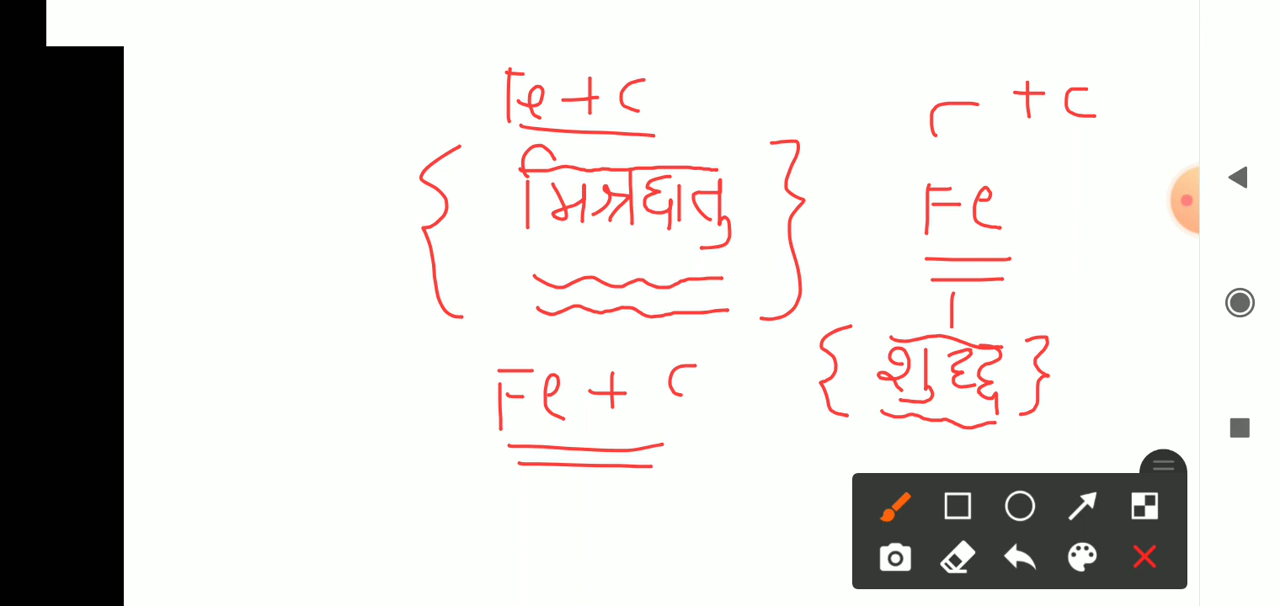 Fe + C
+ C
मिश्रधातु
Fe
शुद्द
Fe + C